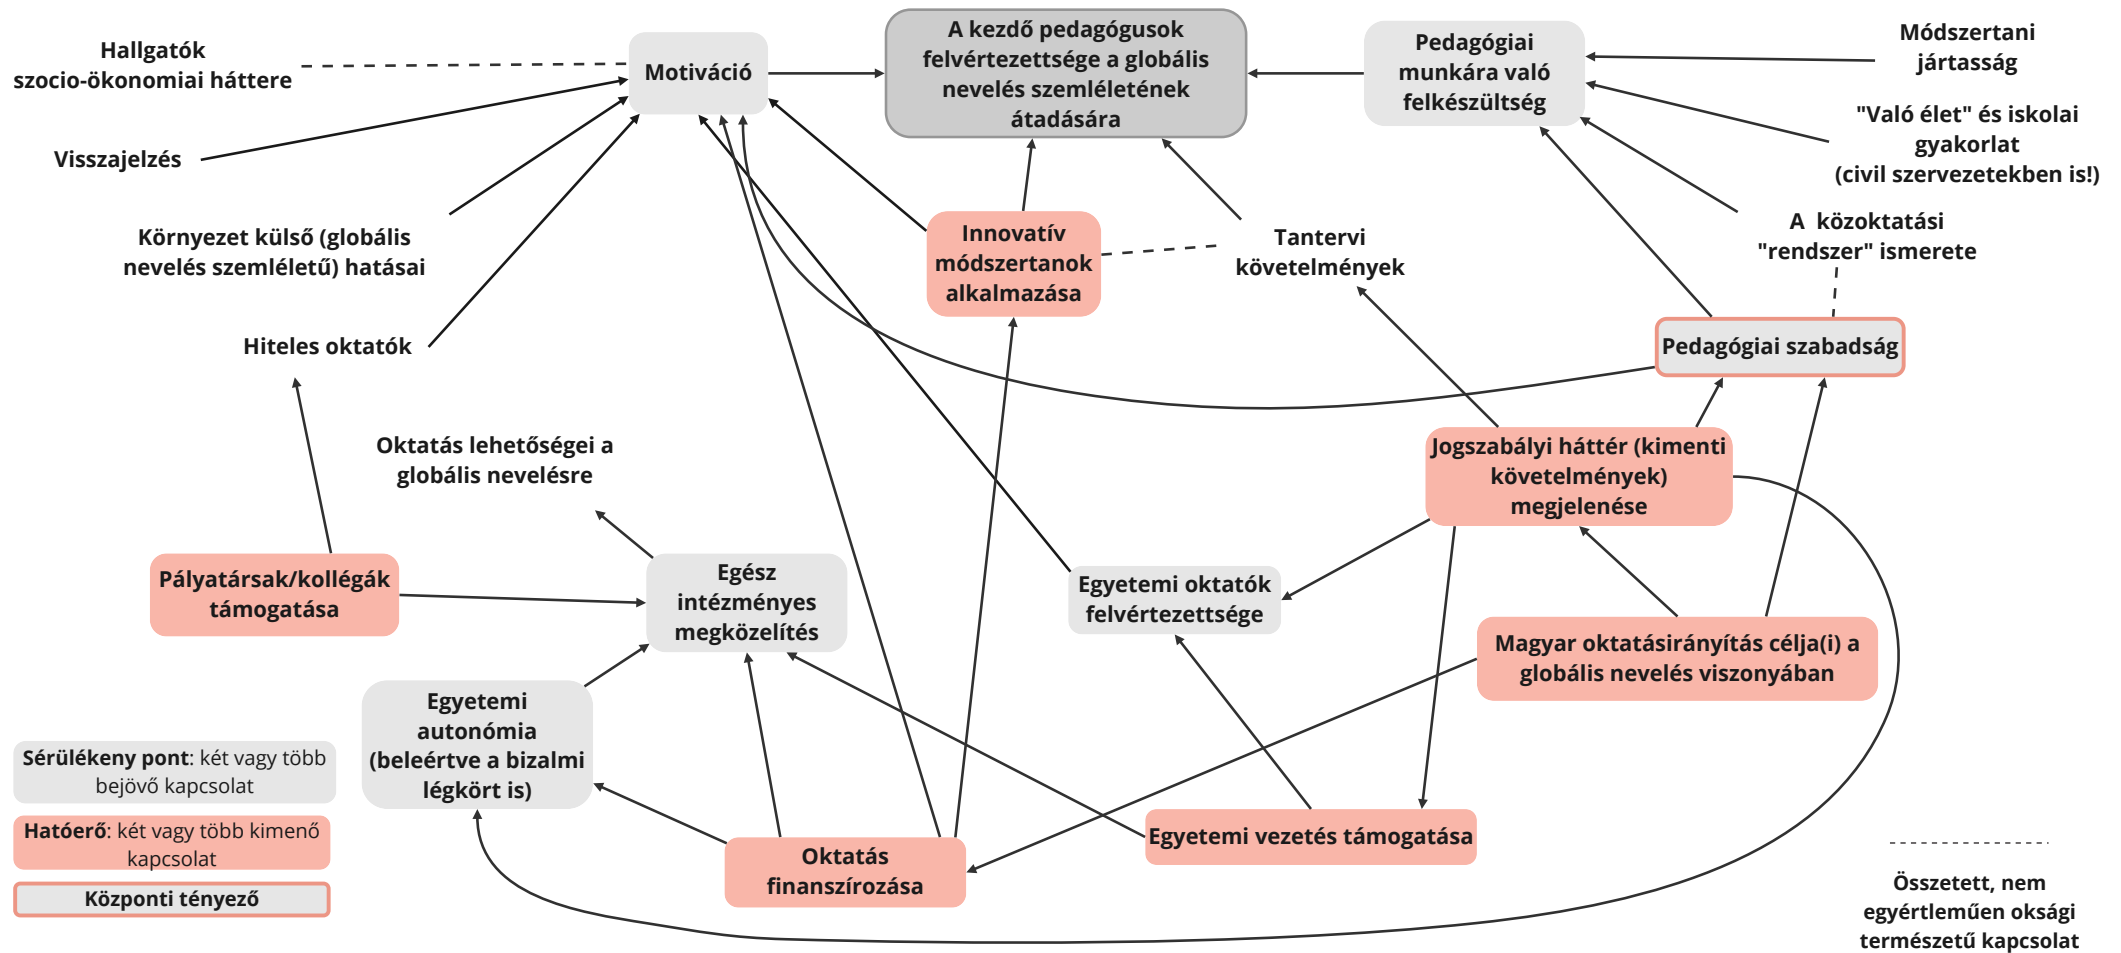 Hallgatók
szocio-ökonomiai háttere
Motiváció
A kezdő pedagógusok
felvértezettsége a globális
nevelés szemléletének
átadására
Pedagógiai
munkára való
felkészültség
Módszertani
jártasság
"Való élet" és iskolai
gyakorlat
(civil szervezetekben is!)
Visszajelzés
Környezet külső (globális
nevelés szemléletű) hatásai
Innovatív
módszertanok
alkalmazása
Tantervi
követelmények
A közoktatási
"rendszer" ismerete
Hiteles oktatók
Pedagógiai szabadság
Oktatás lehetőségei a
globális nevelésre
Jogszabályi háttér (kimenti
követelmények)
megjelenése
Pályatársak/kollégák
támogatása
Egész
intézményes
megközelítés
Egyetemi oktatók
felvértezettsége
Magyar oktatásirányítás célja(i) a
globális nevelés viszonyában
Egyetemi
autonómia
(beleértve a bizalmi
légkört is)
Sérülékeny pont: két vagy több
bejövő kapcsolat
Hatóerő: két vagy több kimenő
kapcsolat
Központi tényező
Oktatás
finanszírozása
Egyetemi vezetés támogatása
Összetett, nem
egyértleműen oksági
természetű kapcsolat